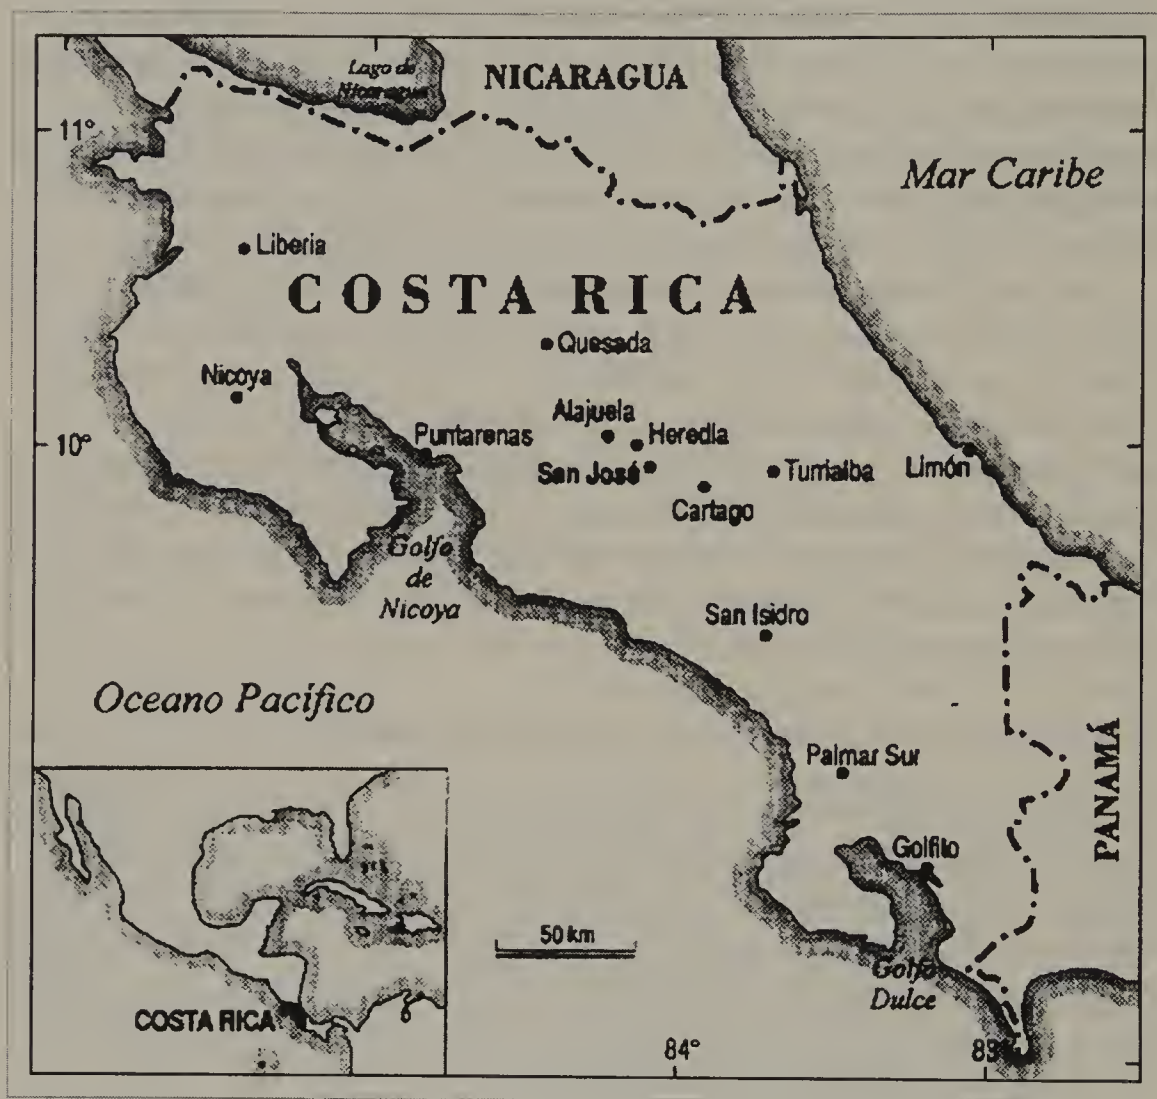 Lago de
Nicaragua
NICARAGUA
11°
Mar Caribe
Liberia
COSTA RICA
Quesada
Nicoya
Alajuela
Heredia
10°
Puntarenas
San José
Turrialba
Limón
Cartago
Golfo
de
Nicoya
San Isidro
Oceano Pacífico
Palmar Sur
PANAMÁ
Golfito
50 km
Golfo
Dulce
COSTA RICA
84°
83°